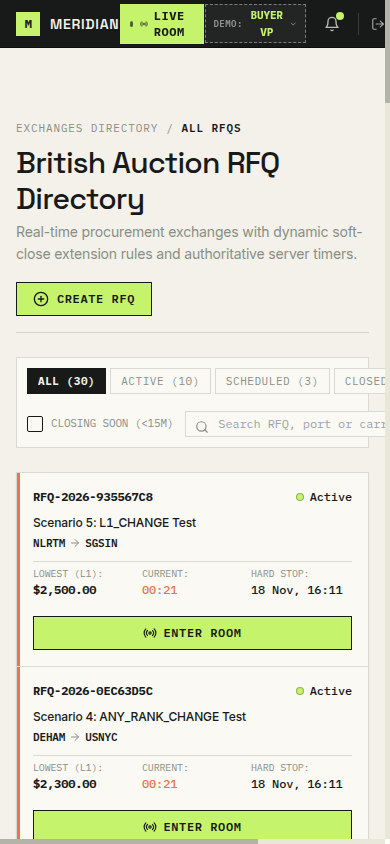 M MERIDIAN LIVE ROOM DEMO: BUYER VP
EXCHANGES DIRECTORY / ALL RFQS
British Auction RFQ
Directory
Real-time procurement exchanges with dynamic soft-
close extension rules and authoritative server timers.
CREATE RFQ
ALL (30) ACTIVE (10) SCHEDULED (3) CLOSED
CLOSING SOON (<15M) Search RFQ, port or carr
RFQ-2026-935567C8 Active
Scenario 5: L1_CHANGE Test
NLRTM → SGSIN
LOWEST (L1): CURRENT: HARD STOP:
$2,500.00 00:21 18 Nov, 16:11
ENTER ROOM
RFQ-2026-0EC63D5C Active
Scenario 4: ANY_RANK_CHANGE Test
DEHAM → USNYC
LOWEST (L1): CURRENT: HARD STOP:
$2,300.00 00:21 18 Nov, 16:11
ENTER ROOM